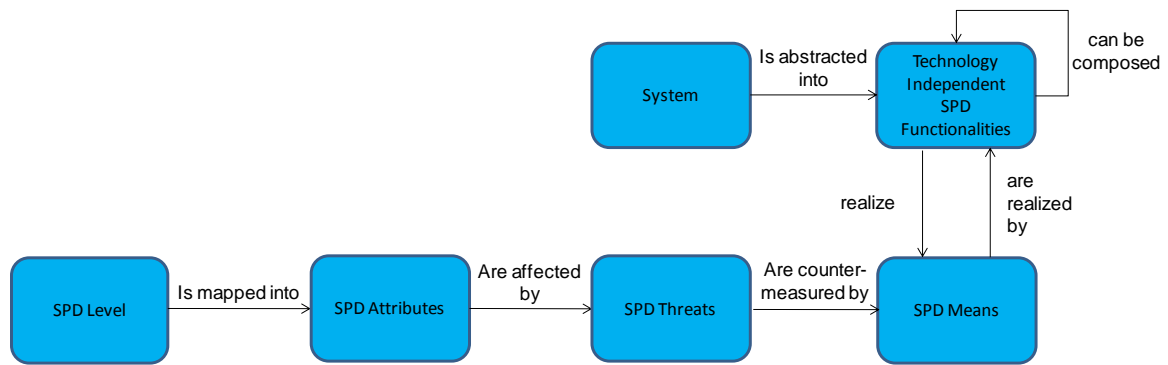 System
Is abstracted
into
Technology
Independent
SPD
Functionalities
can be
composed
realize
are
realized
by
SPD Level
Is mapped into
SPD Attributes
Are affected
by
SPD Threats
Are counter-
measured by
SPD Means